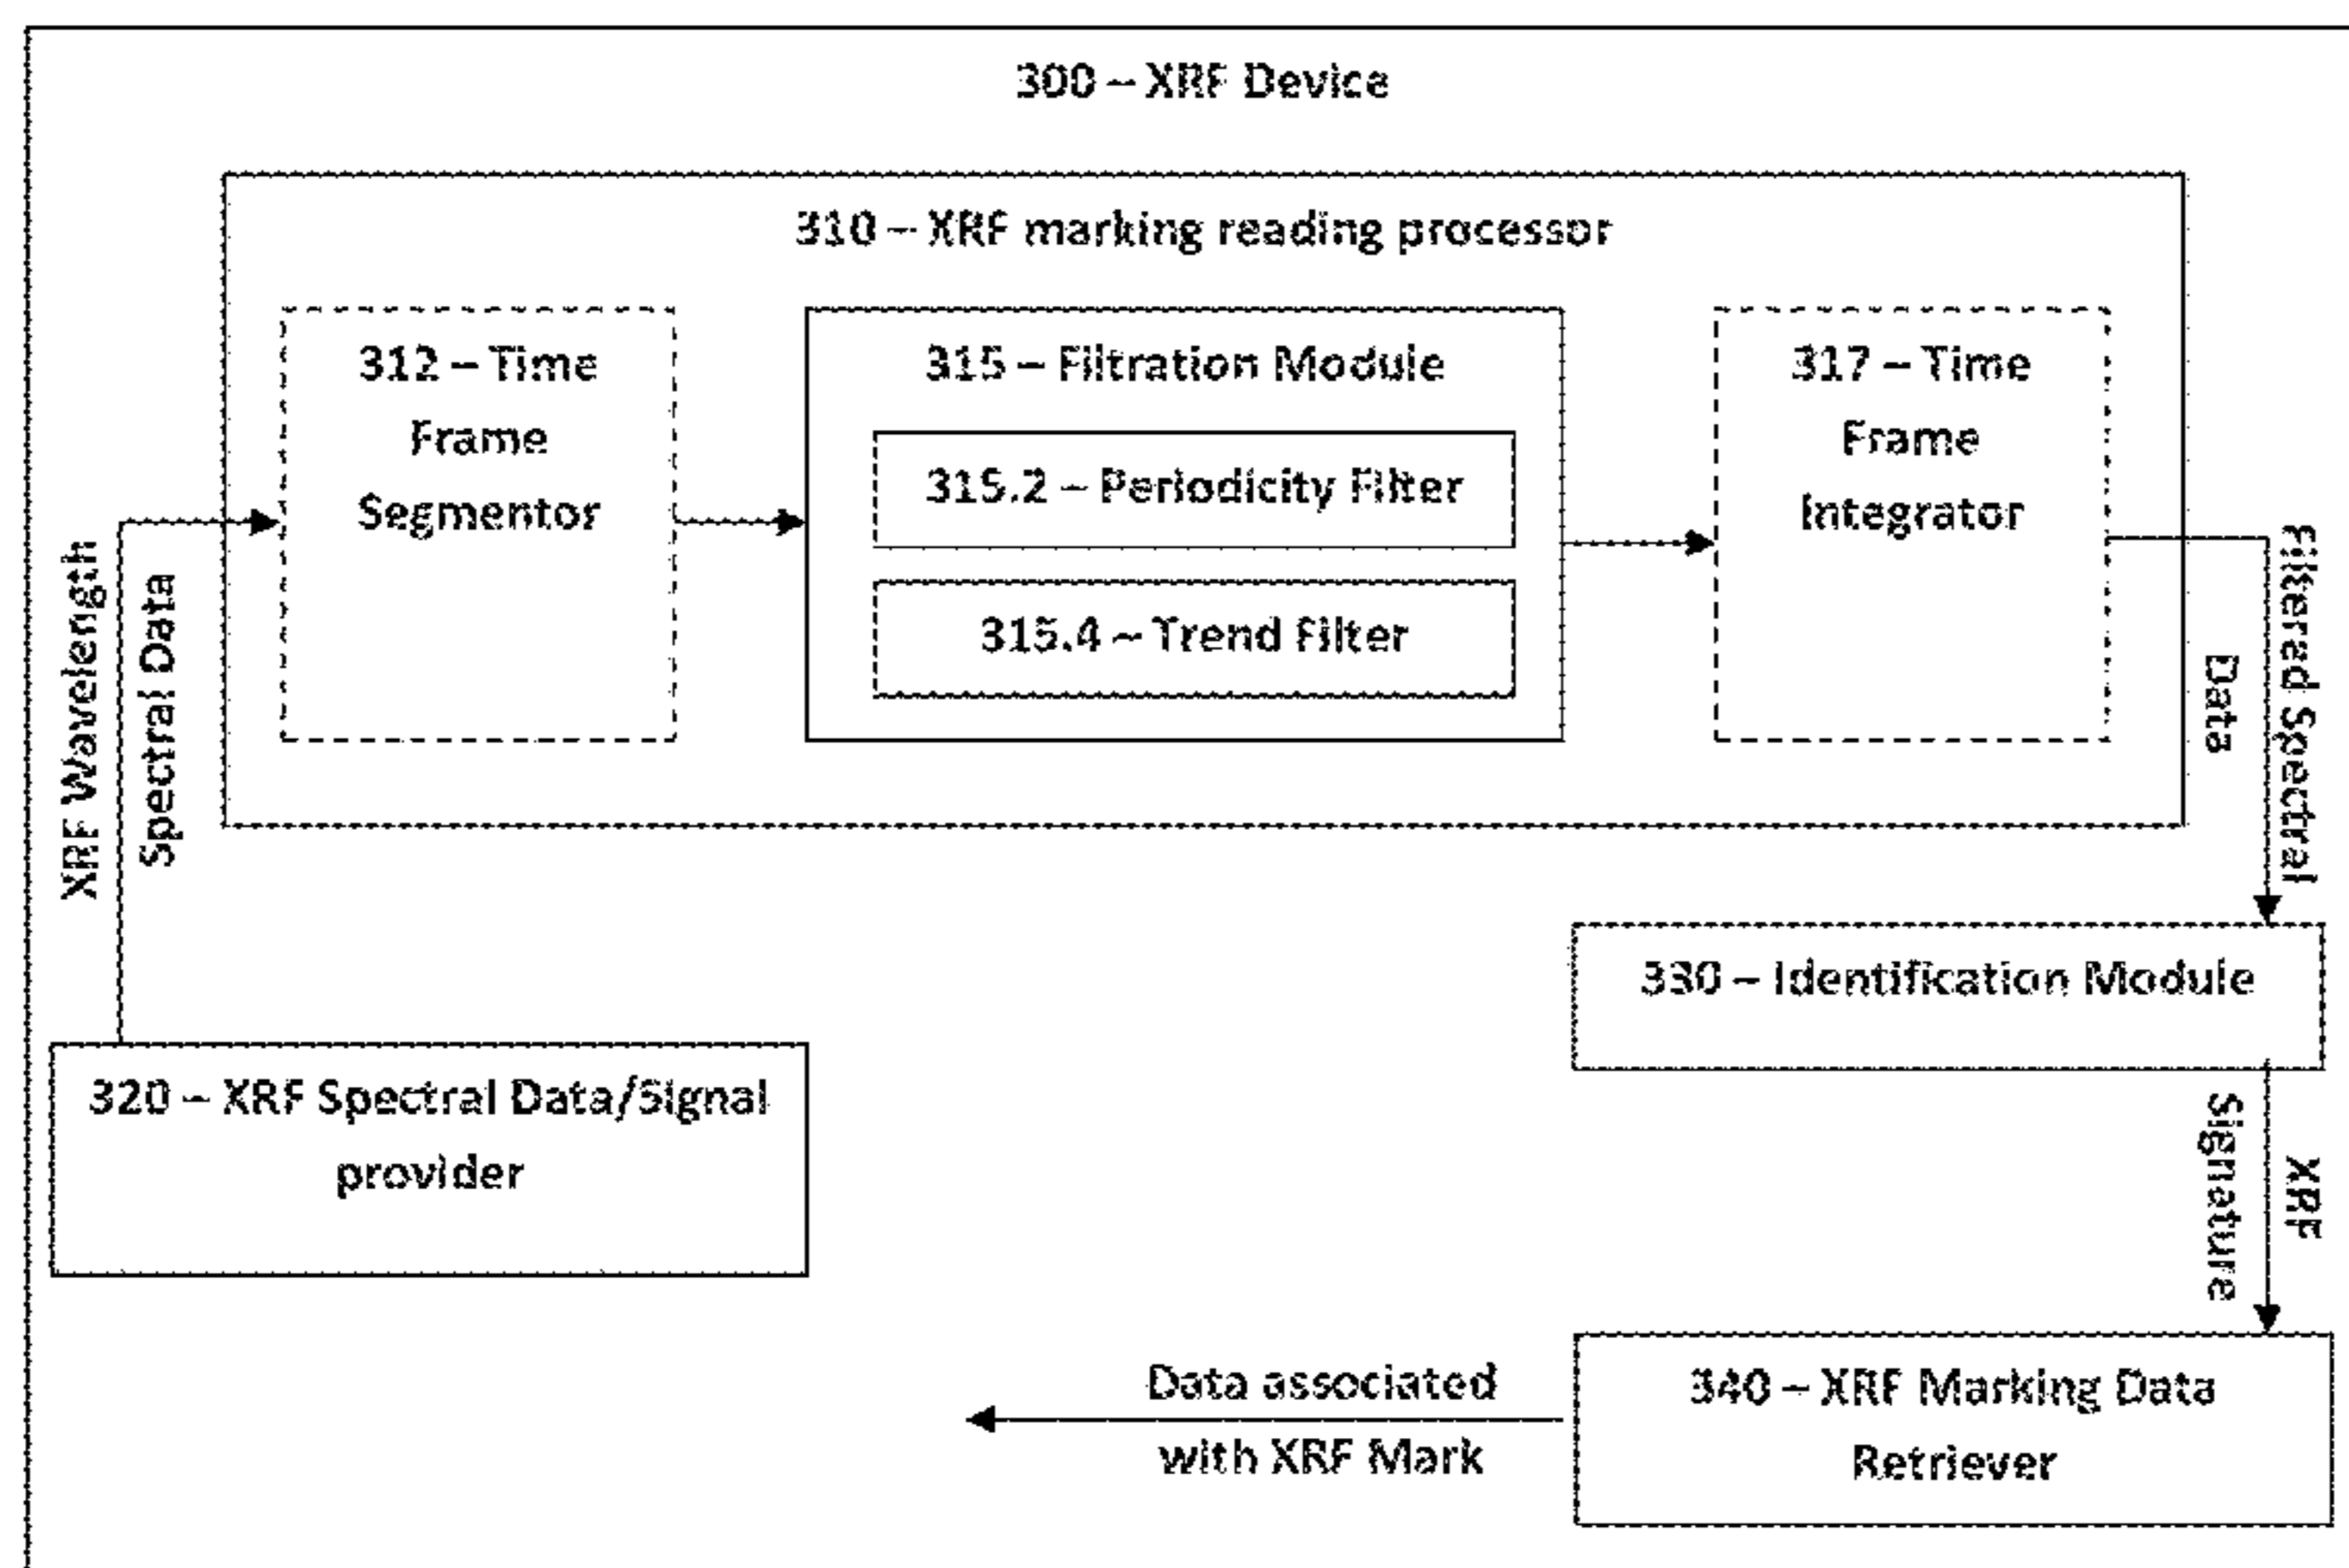 300 – XRF Device
310 – XRF marking reading processor
312 – Time
Frame
Segmentor
315 – Filtration Module
315.2 – Periodicity Filter
315.4 – Trend Filter
317 – Time
Frame
Integrator
XRF Wavelength
Spectral Data
Filtered Spectral
Data
330 – Identification Module
320 – XRF Spectral Data/Signal
provider
XRF
Signature
340 – XRF Marking Data
Retriever
Data associated
with XRF Mark